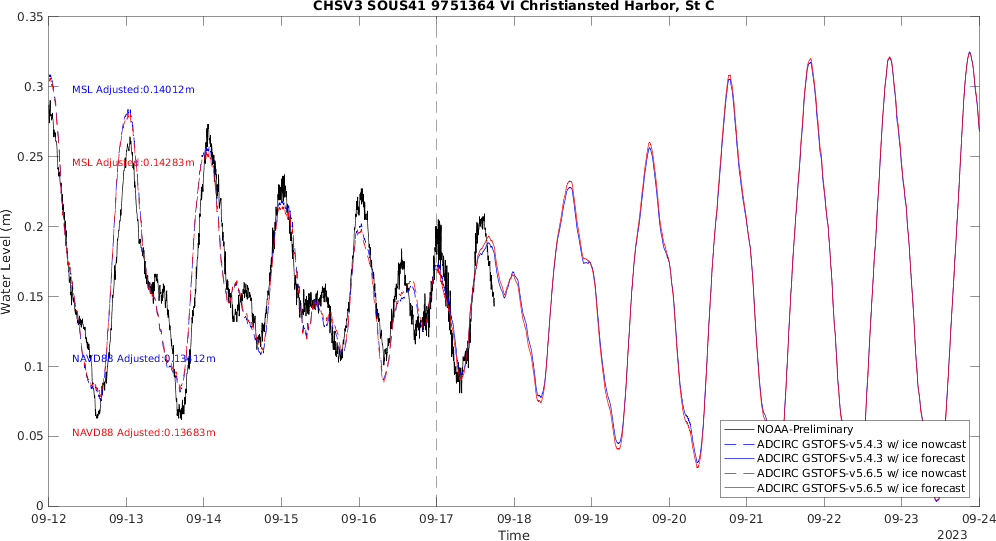 CHSV3 SOUS41 9751364 VI Christiansted Harbor, St C
0.35
0.3
0.25
0.2
0.15
0.1
0.05
0
Water Level (m)
MSL Adjusted:0.14012m
MSL Adjusted:0.14283m
NAVD88 Adjusted:0.13412m
NAVD88 Adjusted:0.13683m
NOAA-Preliminary
ADCIRC GSTOFS-v5.4.3 w/ ice nowcast
ADCIRC GSTOFS-v5.4.3 w/ ice forecast
ADCIRC GSTOFS-v5.6.5 w/ ice nowcast
ADCIRC GSTOFS-v5.6.5 w/ ice forecast
09-12 09-13 09-14 09-15 09-16 09-17 09-18 09-19 09-20 09-21 09-22 09-23 09-24
Time
2023